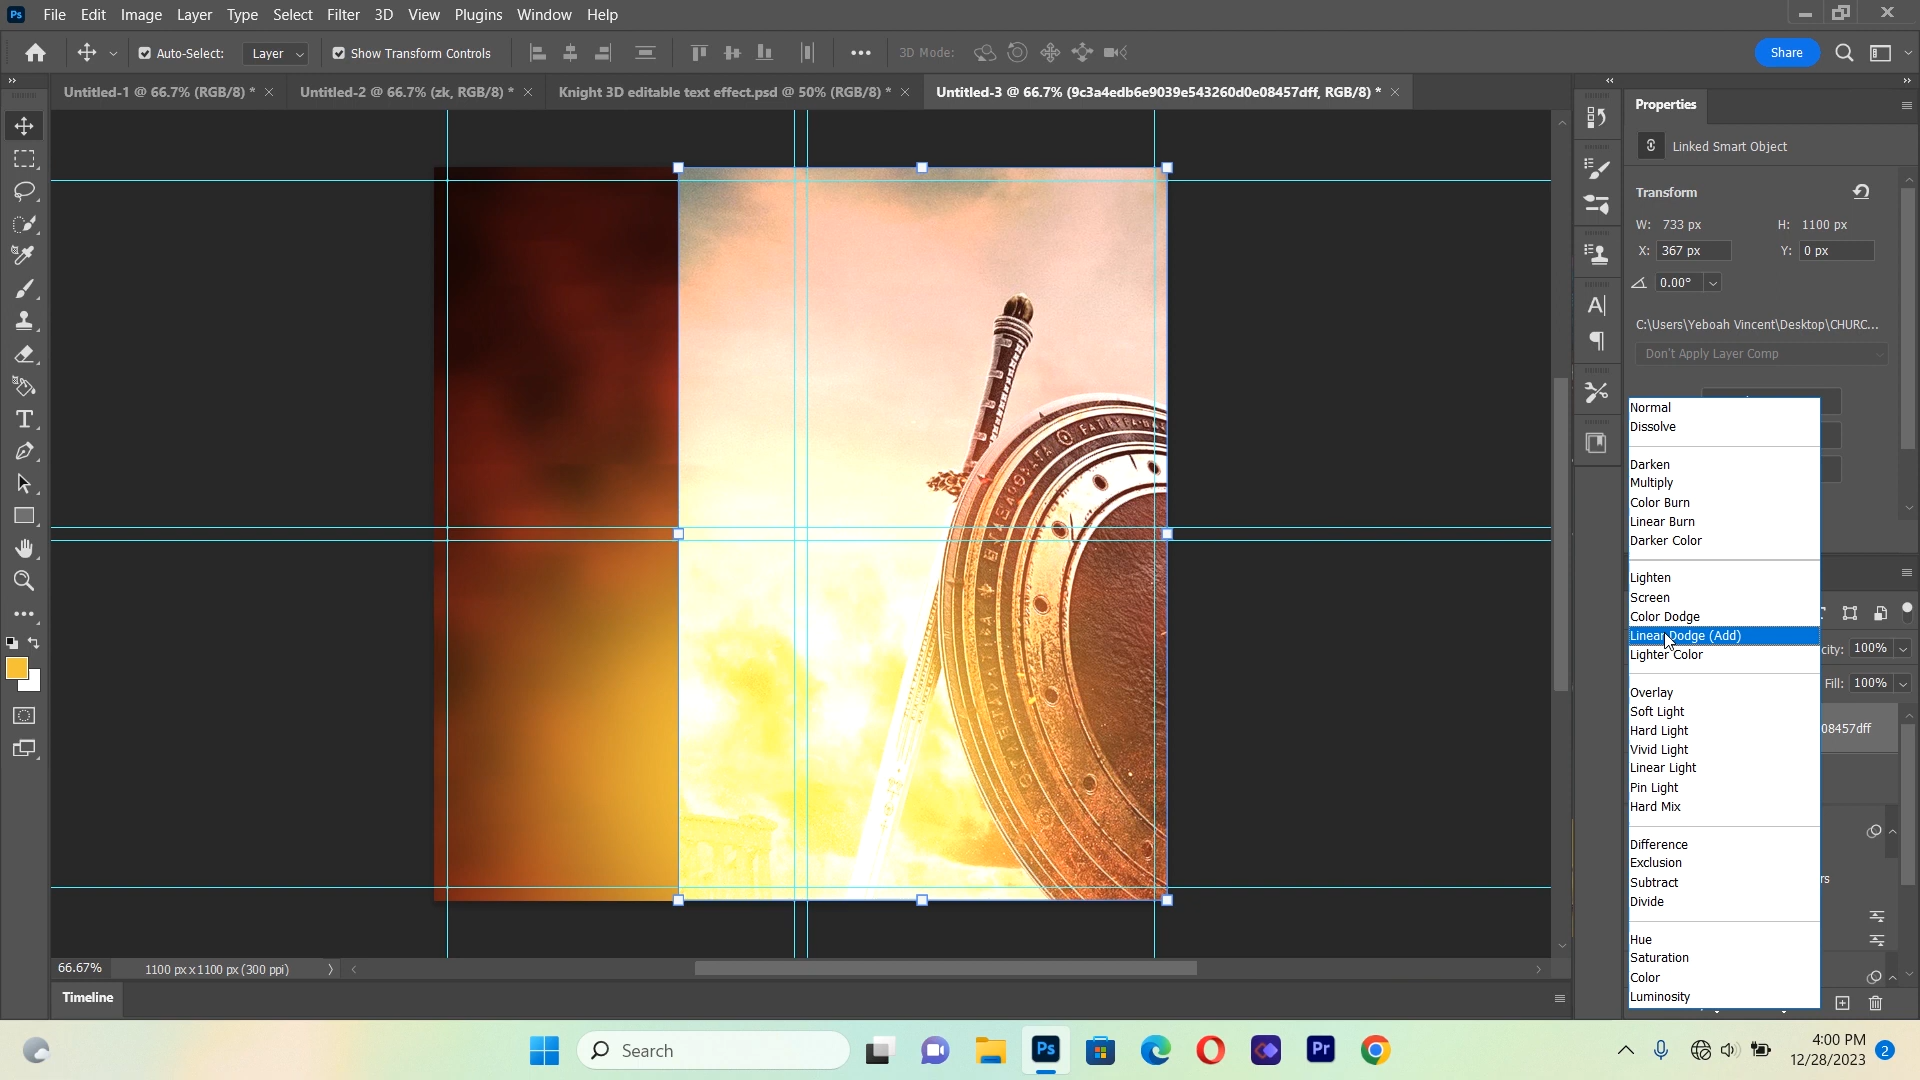 Ps File Edit Image Layer Type Select Filter 3D View Plugins Window Help
Auto-Select: Layer Show Transform Controls 3D Mode: Share
Untitled-1 @ 66.7% (RGB/8) * Untitled-2 @ 66.7% (zk, RGB/8) * Knight 3D editable text effect.psd @ 50% (RGB/8) * Untitled-3 @ 66.7% (9c3a4edb6e9039e543260d0e08457dff, RGB/8) *
Properties
Linked Smart Object
Transform
W: 733 px H: 1100 px
X: 367 px Y: 0 px
0.00°
C:\Users\Yeboah Vincent\Desktop\CHURC...
Don't Apply Layer Comp
Normal
Dissolve
Darken
Multiply
Color Burn
Linear Burn
Darker Color
Lighten
Screen
Color Dodge
Linear Dodge (Add)
Lighter Color
Overlay
Soft Light
Hard Light
Vivid Light
Linear Light
Pin Light
Hard Mix
Difference
Exclusion
Subtract
Divide
Hue
Saturation
Color
Luminosity
city: 100%
Fill: 100%
08457dff
rs
66.67% 1100 px x 1100 px (300 ppi)
Timeline
Search
Ps
Pr
4:00 PM
12/28/2023
2